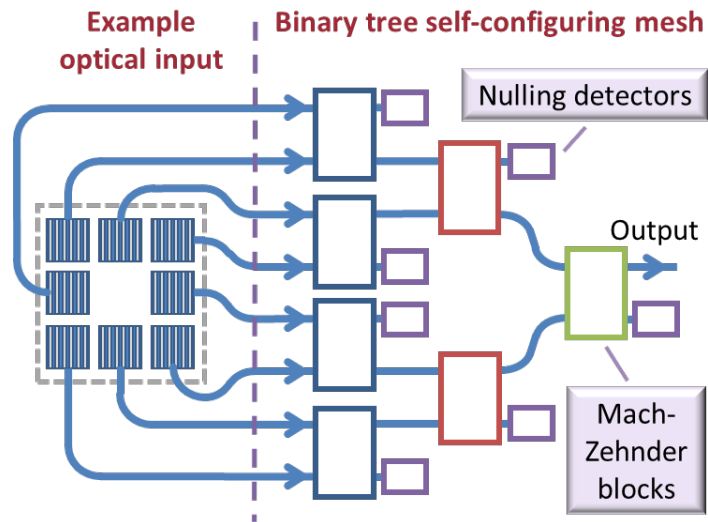 Example
optical input
Binary tree self-configuring mesh
Nulling detectors
Output
Mach-
Zehnder
blocks